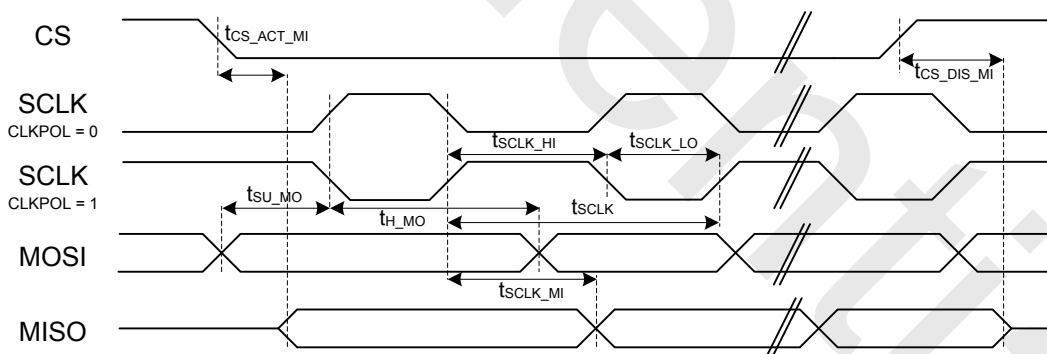 CS
tCS_ACT_MI
tCS_DIS_MI
SCLK
CLKPOL = 0
tSCLK_HI
tSCLK_LO
SCLK
CLKPOL = 1
tSU_MO
tH_MO
tSCLK
MOSI
tSCLK_MI
MISO